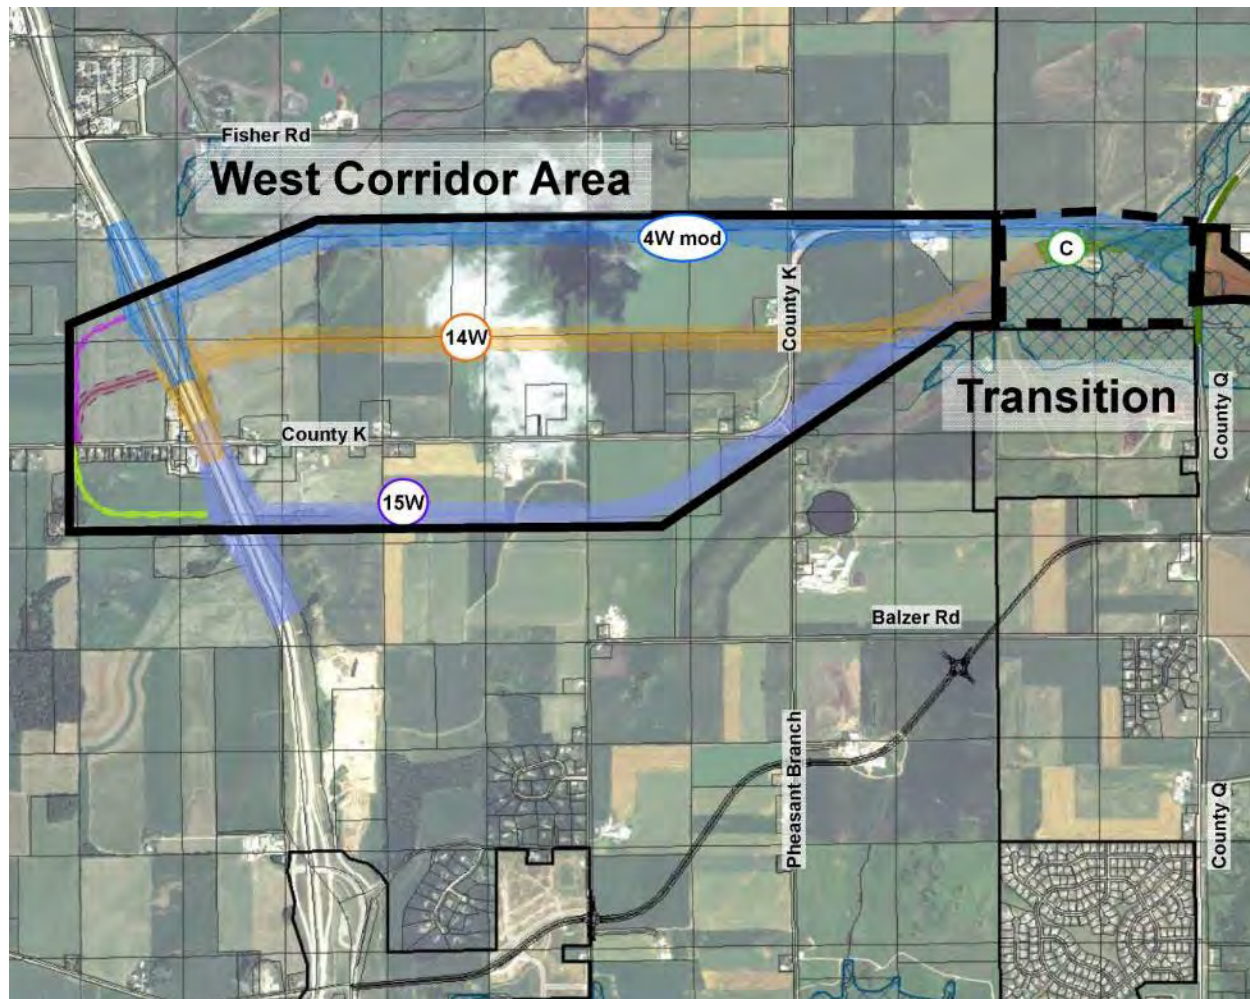 Fisher Rd
West Corridor Area
4W mod
C
County K
14W
Transition
County Q
County K
15W
Balzer Rd
Pheasant Branch
County Q